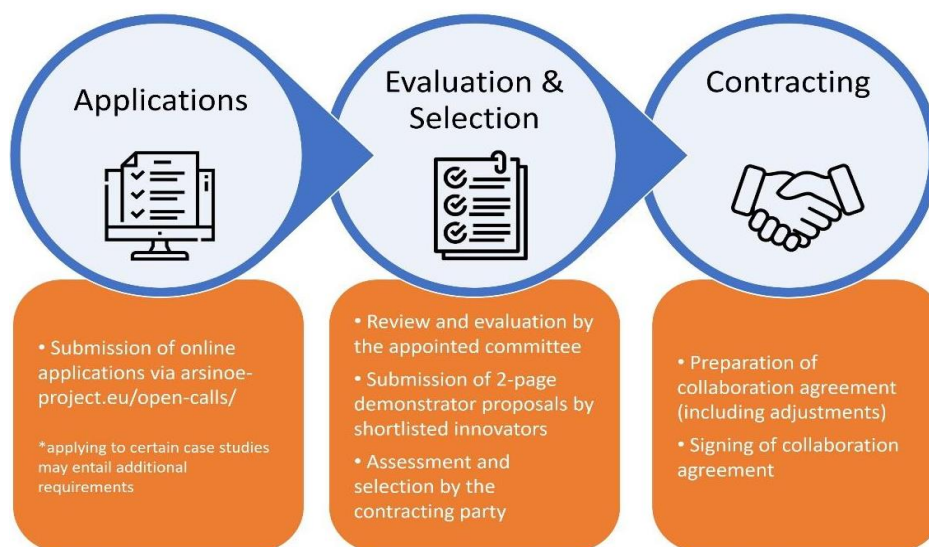 Applications
• Submission of online
applications via arsinoe-
project.eu/open-calls/
*applying to certain case studies
may entail additional
requirements
Evaluation &
Selection
• Review and evaluation by
the appointed committee
• Submission of 2-page
demonstrator proposals by
shortlisted innovators
• Assessment and
selection by the
contracting party
Contracting
• Preparation of
collaboration agreement
(including adjustments)
• Signing of collaboration
agreement